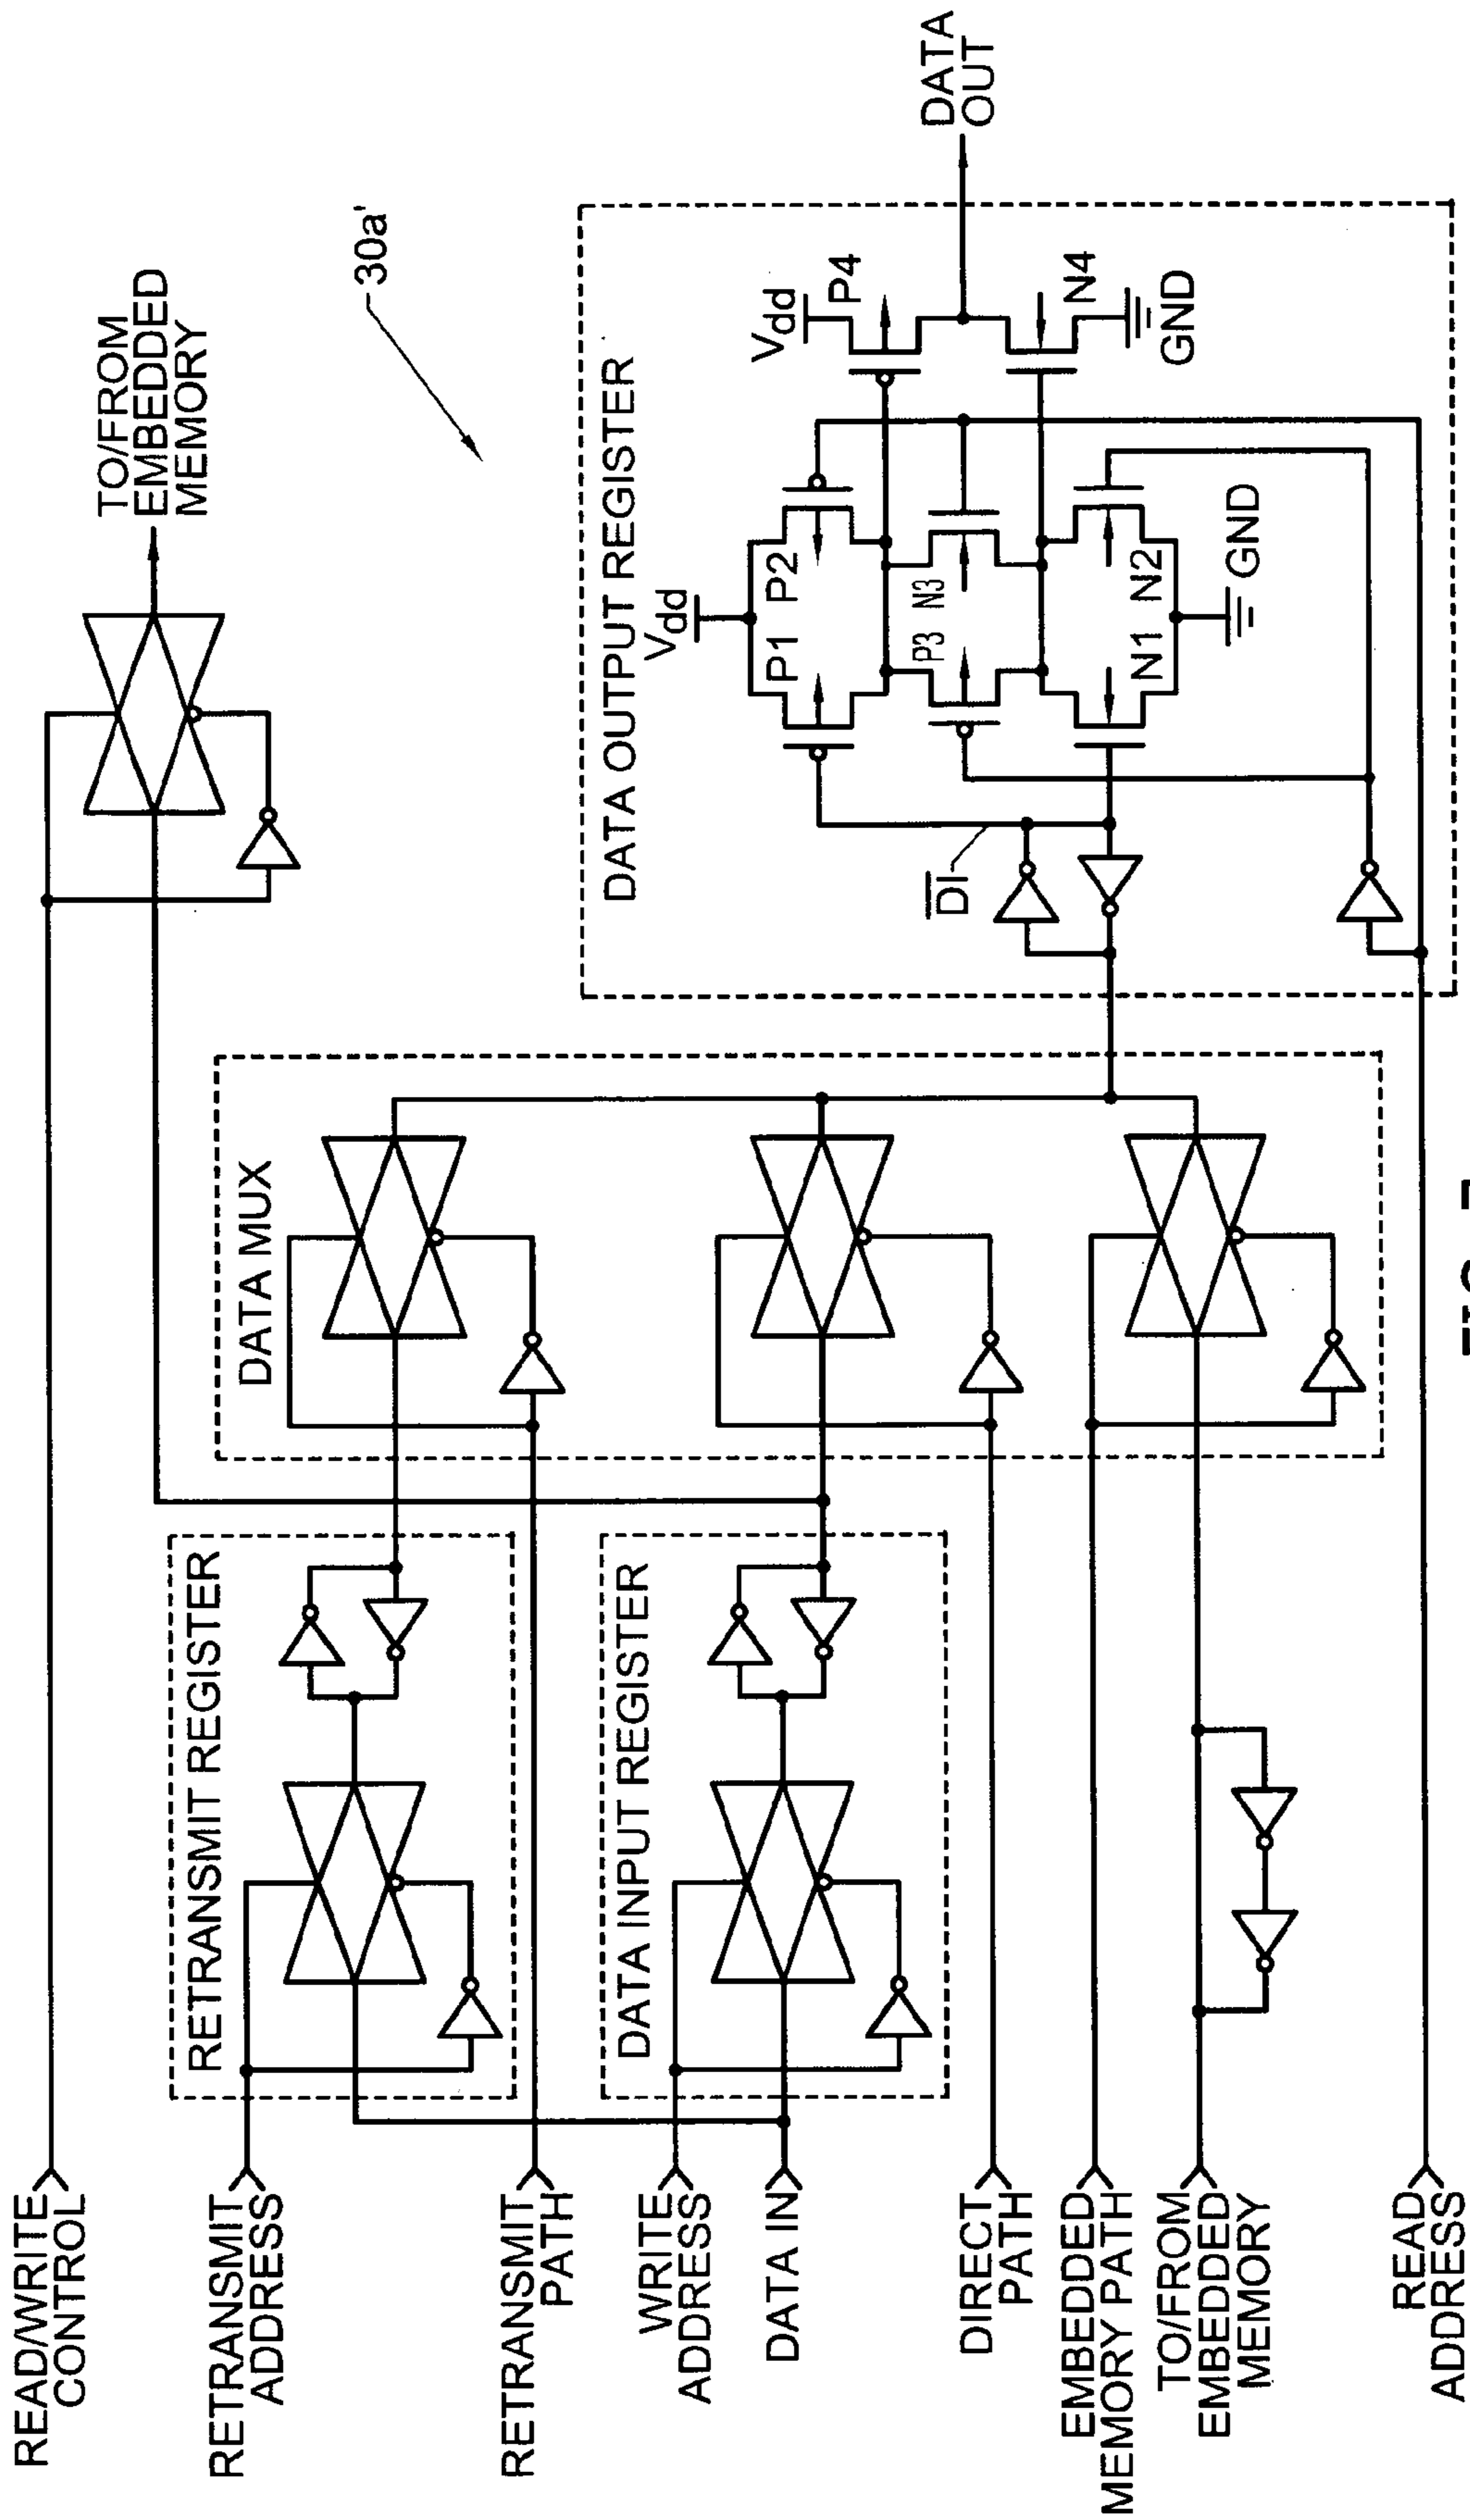 READ/WRITE
CONTROL
RETRANSMIT
ADDRESS
RETRANSMIT
PATH
WRITE
ADDRESS
DATA IN
DIRECT
PATH
EMBEDDED
MEMORY PATH
TO/FROM
EMBEDDED
MEMORY
READ
ADDRESS
RETRANSMIT REGISTER
DATA INPUT REGISTER
DATA MUX
TO/FROM
EMBEDDED
MEMORY
30a'
DATA OUTPUT REGISTER
DI
Vdd
P1
P2
P3
N3
N1
N2
GND
Vdd
P4
N4
GND
DATA
OUT